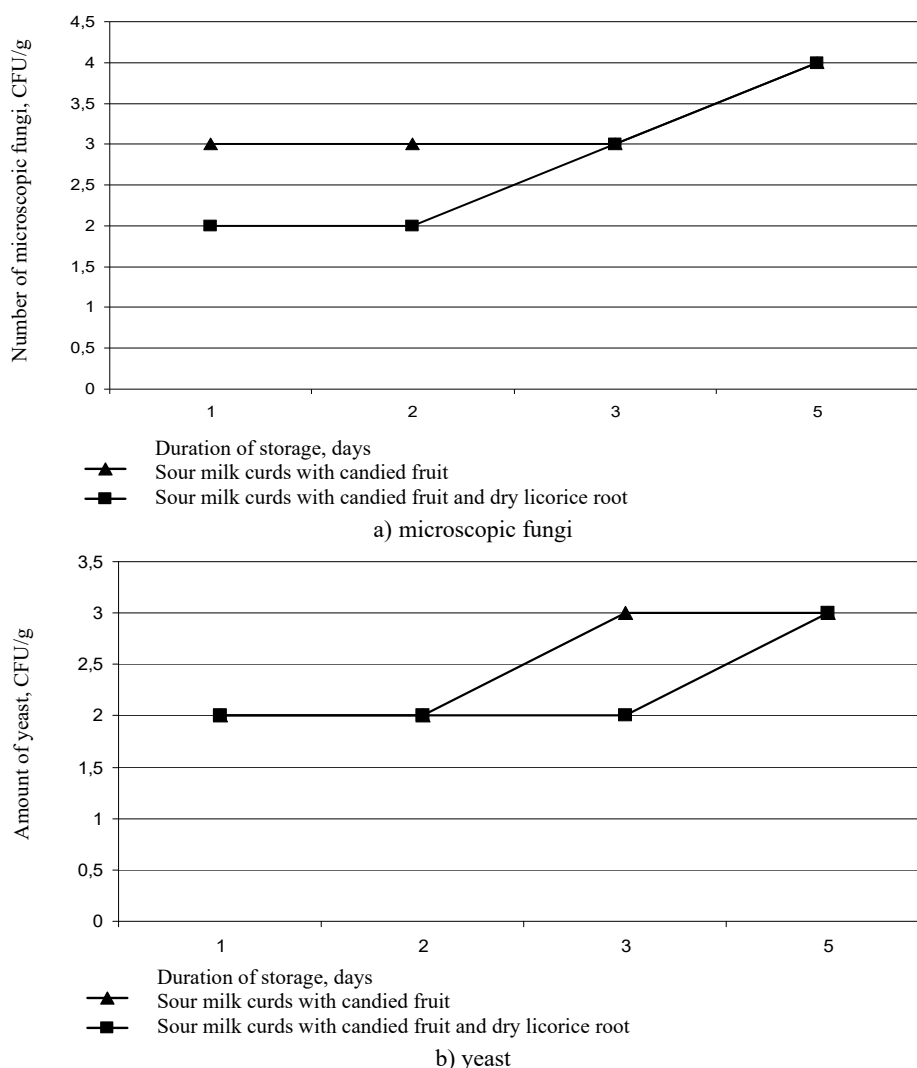 Number of microscopic fungi, CFU/g
4,5
4
3,5
3
2,5
2
1,5
1
0,5
0
1 2 3 5
Duration of storage, days
Sour milk curds with candied fruit
Sour milk curds with candied fruit and dry licorice root
a) microscopic fungi
Amount of yeast, CFU/g
3,5
3
2,5
2
1,5
1
0,5
0
1 2 3 5
Duration of storage, days
Sour milk curds with candied fruit
Sour milk curds with candied fruit and dry licorice root
b) yeast